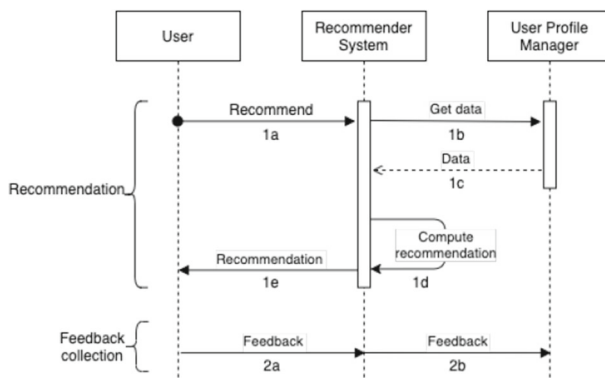 User
Recommender
System
User Profile
Manager
Recommendation
Recommend
1a
Get data
1b
Data
1c
Compute
recommendation
1d
Recommendation
1e
Feedback
collection
Feedback
2a
Feedback
2b